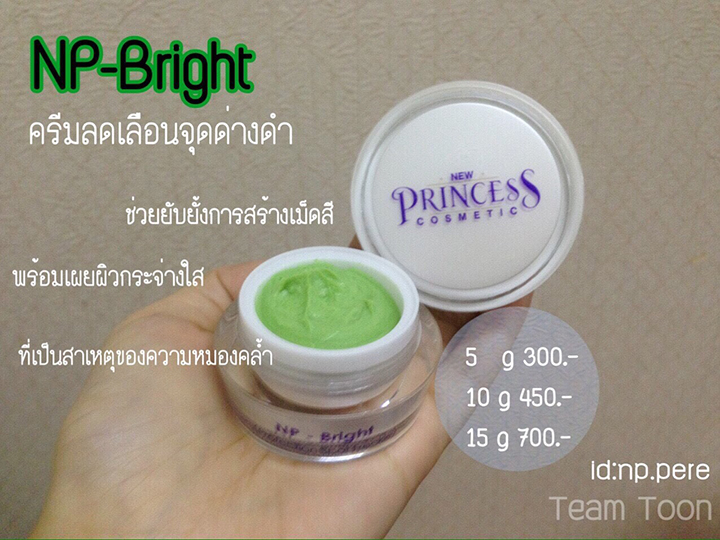 NP-Bright
ครีมลดเลือนจุดด่างดำ
ช่วยยับยั้งการสร้างเม็ดสี
พร้อมเผยผิวกระจ่างใส
ที่เป็นสาเหตุของความหมองคล้ำ
NEW
PRINCESS
COSMETIC
NP - Bright
5 g 300.-
10 g 450.-
15 g 700.-
id:np.pere
Team Toon